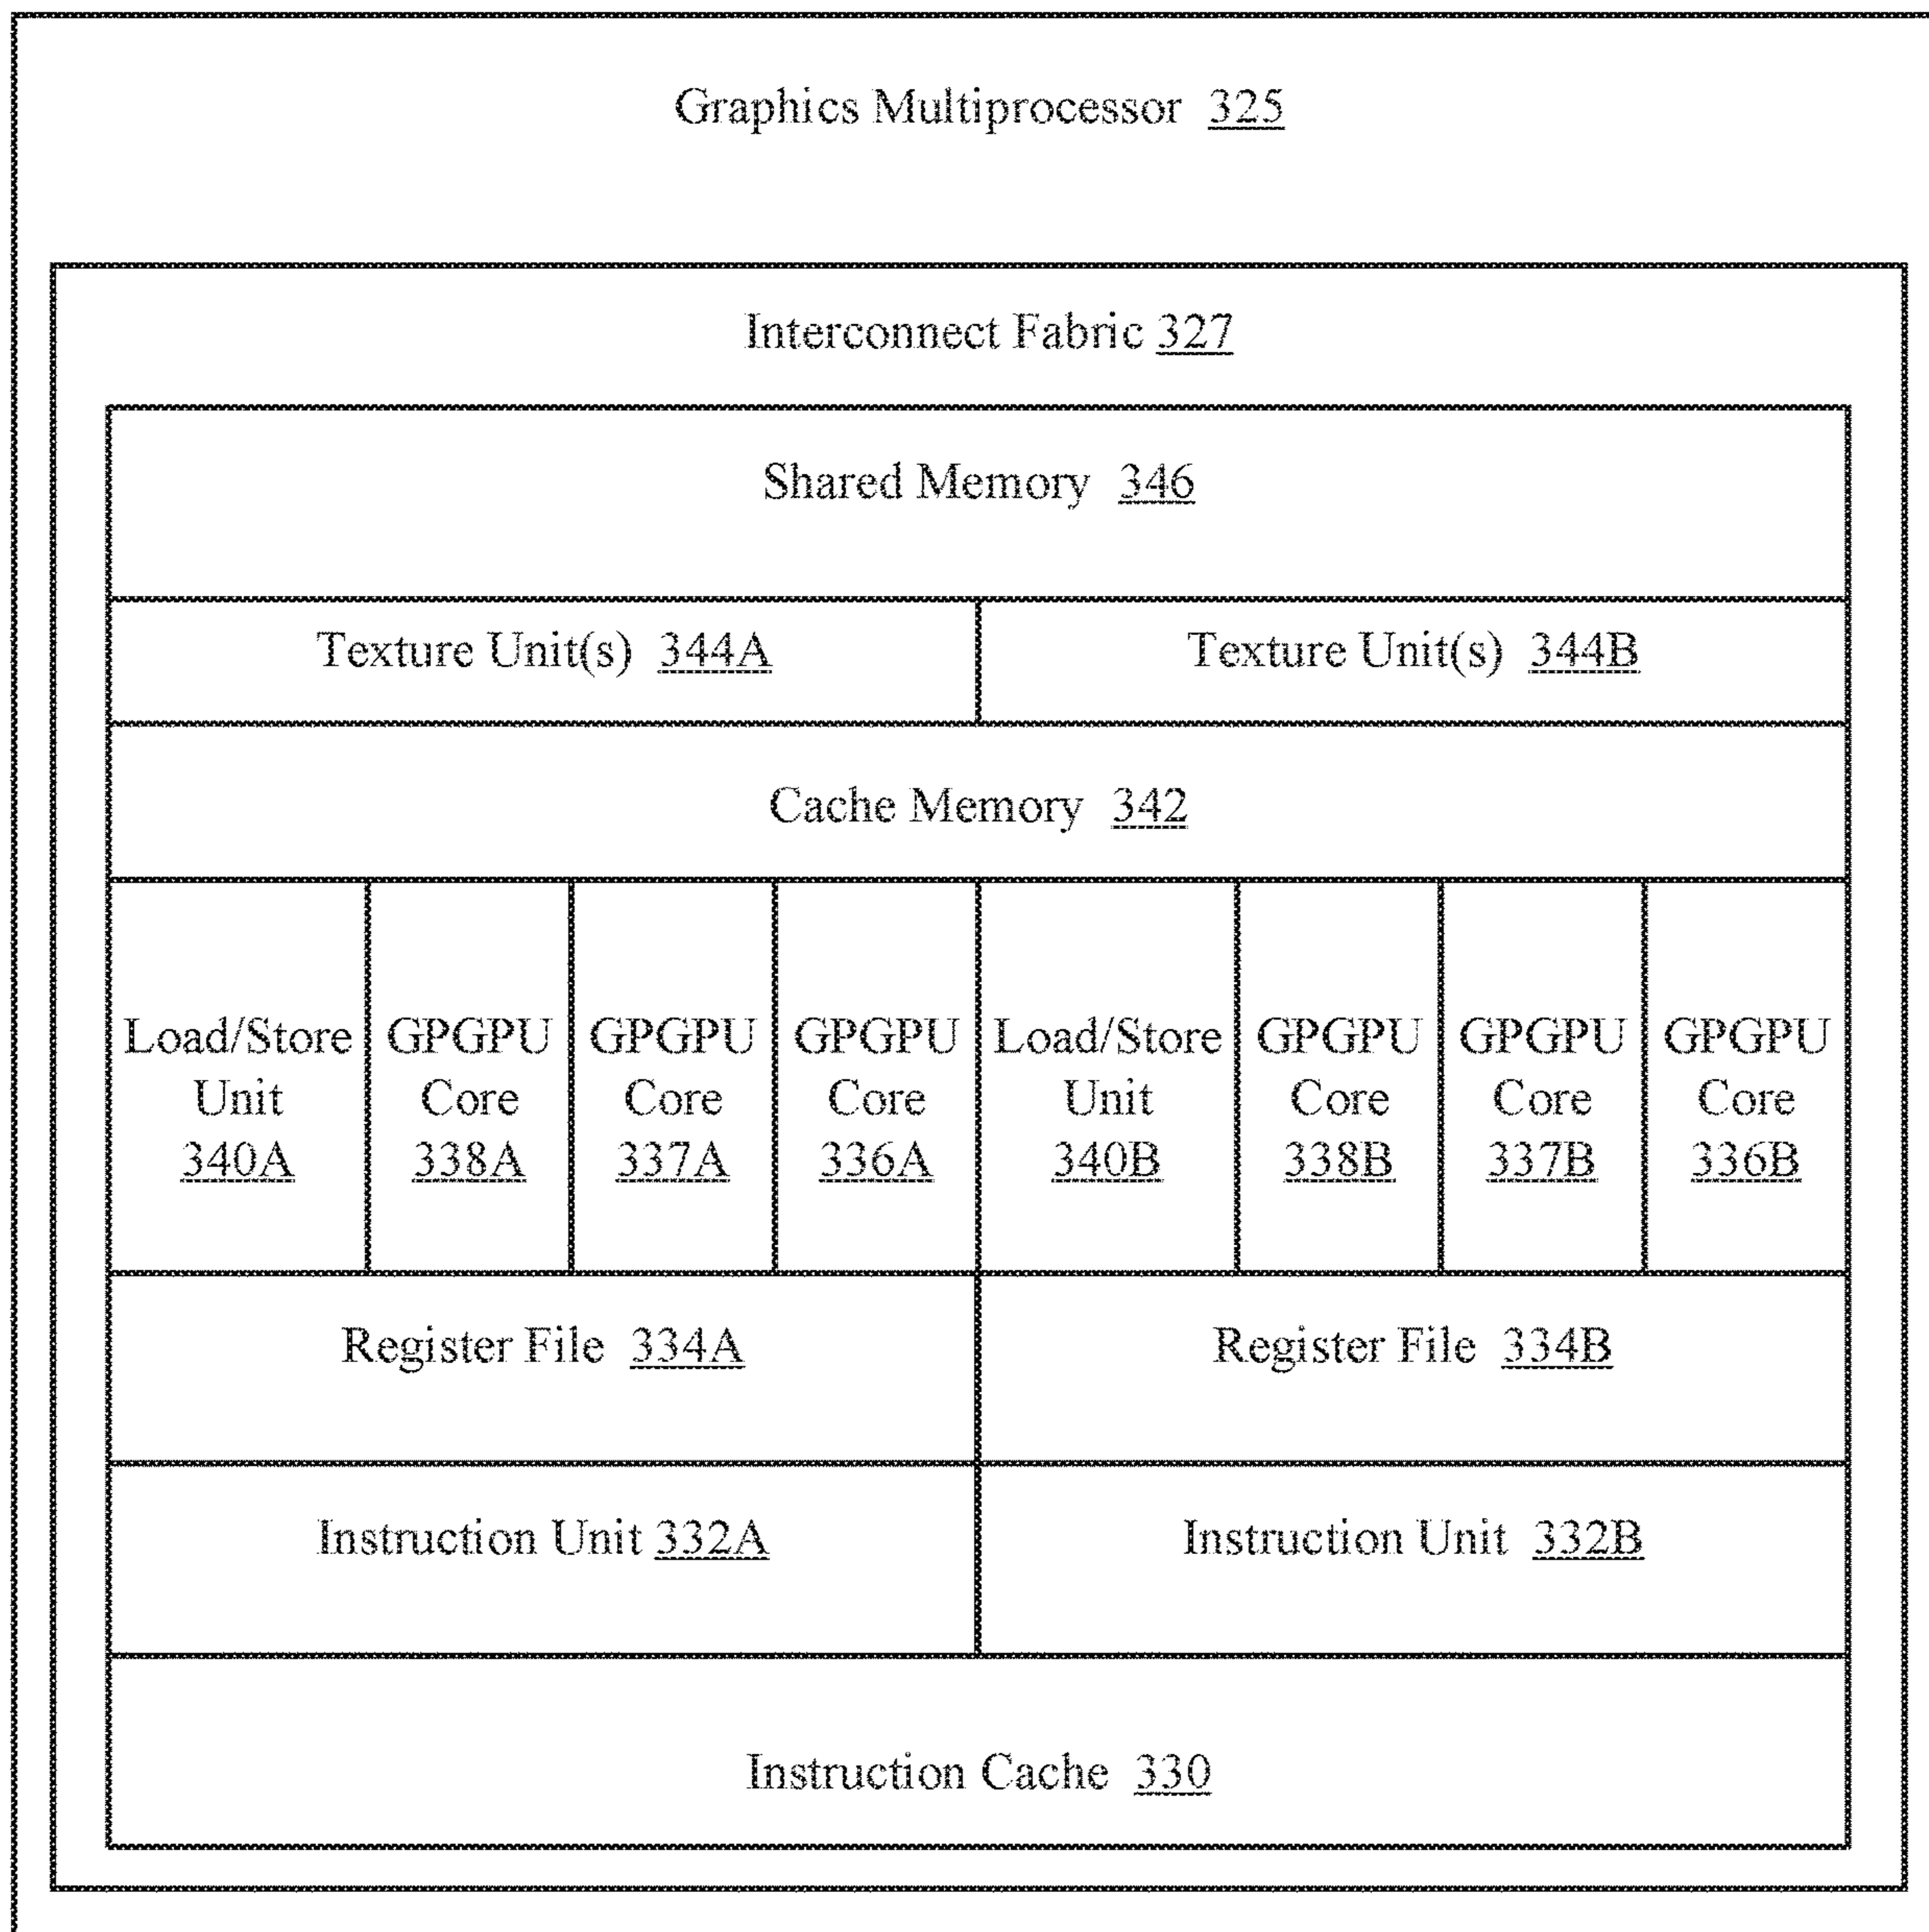 Graphics Multiprocessor 325
Interconnect Fabric 327
Shared Memory 346
Texture Unit(s) 344A
Texture Unit(s) 344B
Cache Memory 342
Load/Store
Unit
340A
GPGPU
Core
338A
GPGPU
Core
337A
GPGPU
Core
336A
Load/Store
Unit
340B
GPGPU
Core
338B
GPGPU
Core
337B
GPGPU
Core
336B
Register File 334A
Register File 334B
Instruction Unit 332A
Instruction Unit 332B
Instruction Cache 330